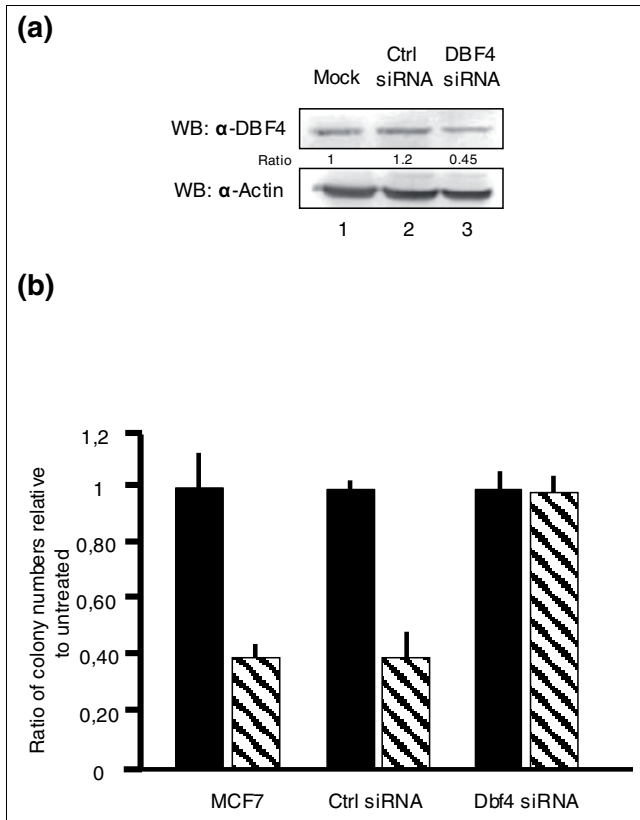 (a)
Mock
Ctrl siRNA
DBF4 siRNA
WB: α-DBF4
Ratio 1 1.2 0.45
WB: α-Actin
1 2 3
(b)
Ratio of colony numbers relative
to untreated
1,2
1
0,80
0,60
0,40
0,20
0
MCF7 Ctrl siRNA Dbf4 siRNA